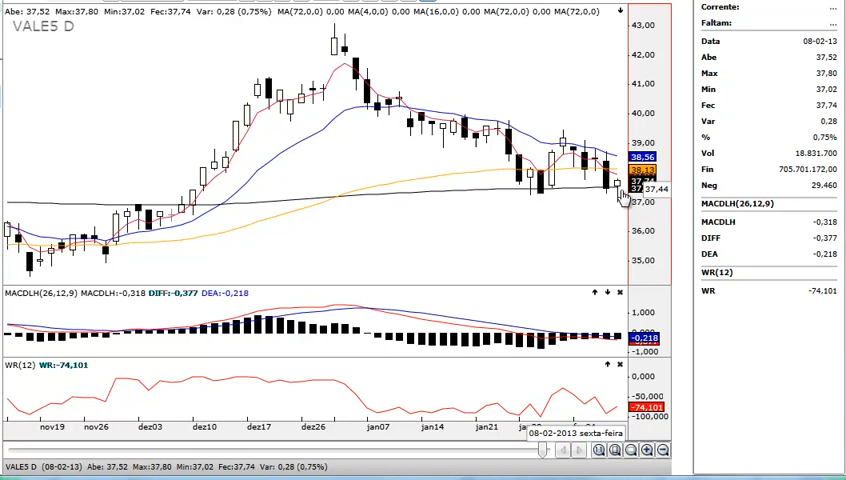 Abe: 37,52 Max:37,80 Min:37,02 Fec:37,74 Var: 0,28 (0,75%) MA(72,0,0) 0,00 MA(4,0,0) 0,00 MA(16,0,0) 0,00 MA(72,0,0) MA(72,0,0)
VALE5 D
43,00
42,00
41,00
40,00
39,00
38,56
38,13
37,44
37,00
36,00
35,00
MACDLH(26,12,9) MACDLH:-0,318 DIFF:-0,377 DEA:-0,218
1,000
0,000
-0,218
-1,000
WR(12) WR:-74,101
0,000
-50,000
-74,101
-100,000
nov19 nov26 dez03 dez10 dez17 dez26 jan07 jan14 jan21
08-02-2013 sexta-feira
VALE5 D (08-02-13) Abe: 37,52 Max:37,80 Min:37,02 Fec:37,74 Var: 0,28 (0,75%)
Corrente: ...
Faltam: ...
Data 08-02-13
Abe 37,52
Max 37,80
Min 37,02
Fec 37,74
Var 0,28
% 0,75%
Vol 18.831.700
Fin 705.701.172,00
Neg 29.460
MACDLH(26,12,9)
MACDLH -0,318
DIFF -0,377
DEA -0,218
WR(12)
WR -74,101